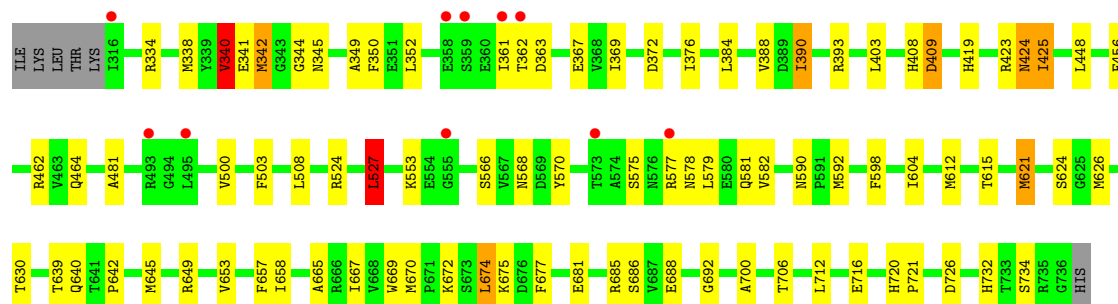 ILE LYS LEU THR LYS I316 R334 M338 Y339 V340 E341 M342 G343 G344 N345 A349 F350 E351 L352 E358 S359 E360 I361 T362 D363 E367 V368 I369 D372 I376 L384 V388 D389 I390 R393 L403 H408 D409 H419 R423 N424 I425 L448
R462 V463 Q464 A481 R493 G494 L495 V500 F503 L508 R524 L527 K553 E554 G555 S566 V567 N568 D569 Y570 T573 A574 S575 N576 R577 N578 L579 E580 Q581 V582 N590 P591 M592 F598 I604 M612 T615 M621 S624 G625 M626
T630 T639 Q640 T641 P642 M645 R649 V653 F657 I658 A665 R666 I667 V668 W669 M670 P671 K672 S673 L674 K675 D676 F677 E681 R685 S686 V687 E688 G692 A700 T706 L712 E716 H720 P721 D726 H732 T733 S734 R735 G736 HIS